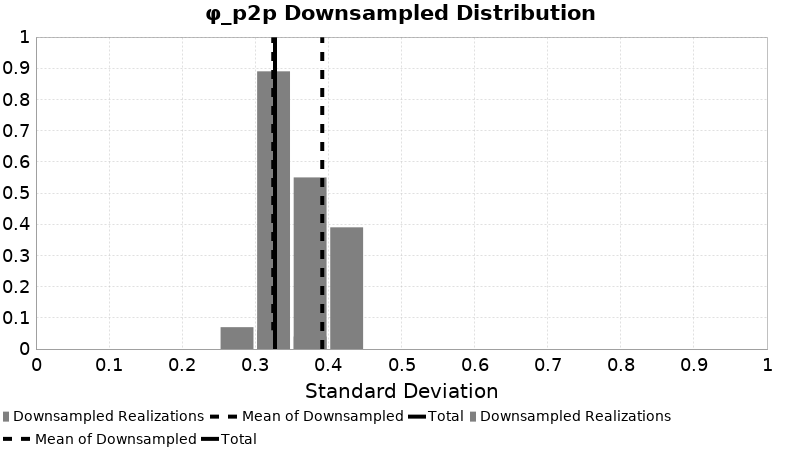 φ_p2p Downsampled Distribution
1
0.9
0.8
0.7
0.6
0.5
0.4
0.3
0.2
0.1
0
0 0.1 0.2 0.3 0.4 0.5 0.6 0.7 0.8 0.9 1
Standard Deviation
Downsampled Realizations Mean of Downsampled Total Downsampled Realizations
Mean of Downsampled Total